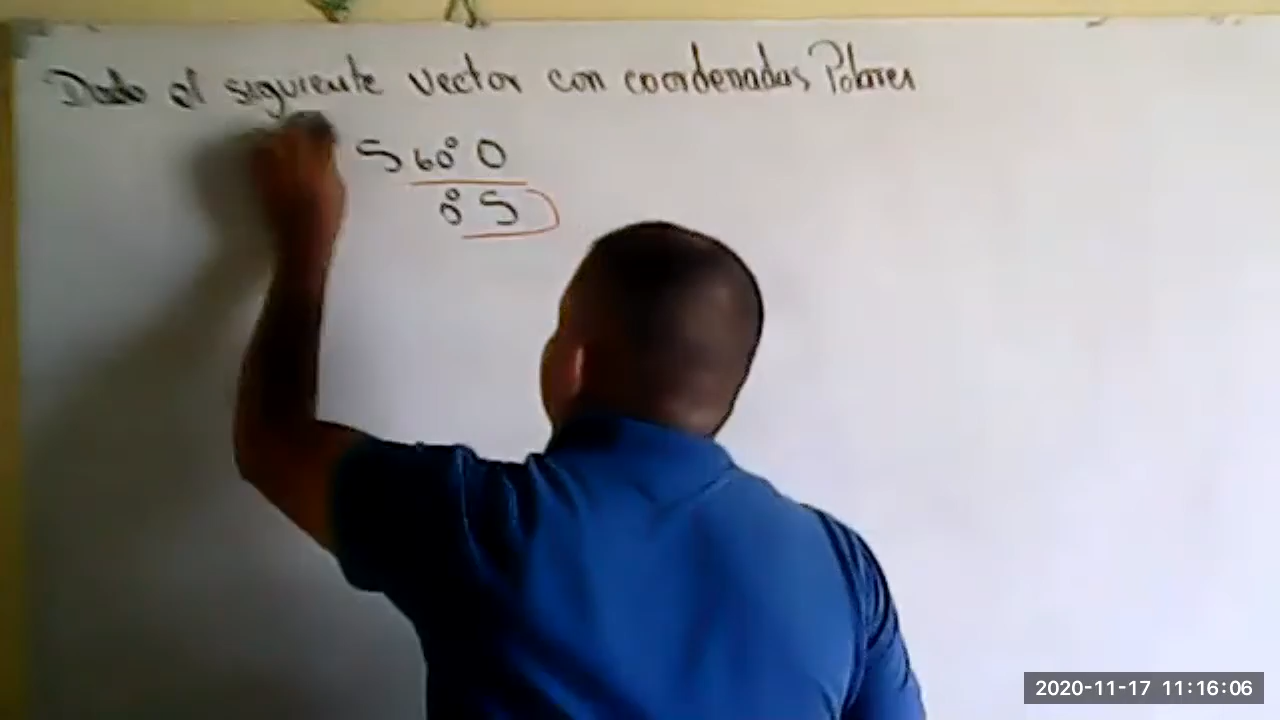 Dado el siguiente vector con coordenadas Polares
S 60° O
° S
2020-11-17 11:16:06